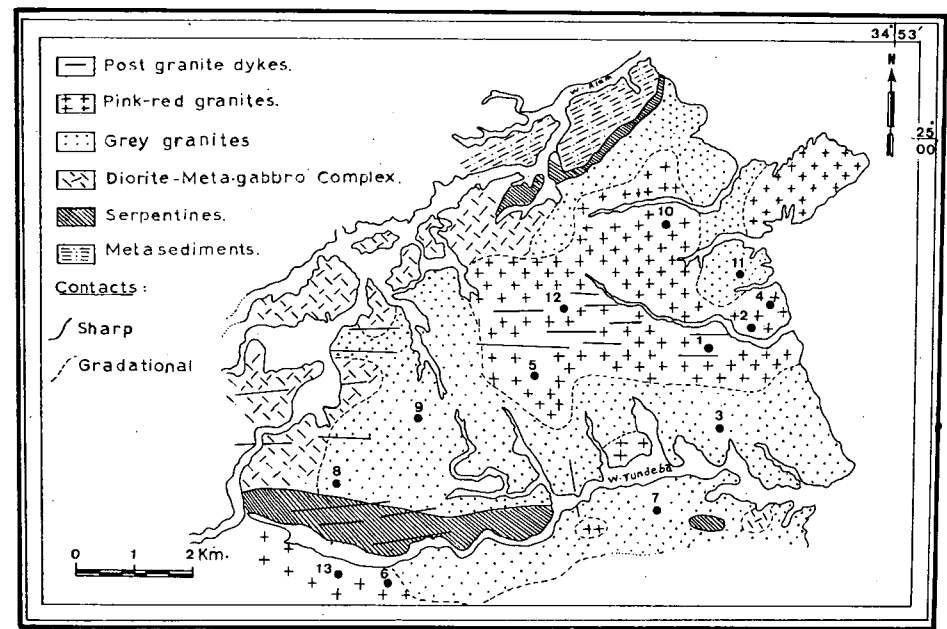 34° 53′
N
25°
00
Post granite dykes.
Pink-red granites.
Grey granites
Diorite-Meta-gabbro Complex.
Serpentines.
Metasediments.
Contacts :
Sharp
Gradational
W. Alam
10
11
12
4
2
1
5
9
3
8
W. Tundeba
7
0 1 2 Km.
13
6